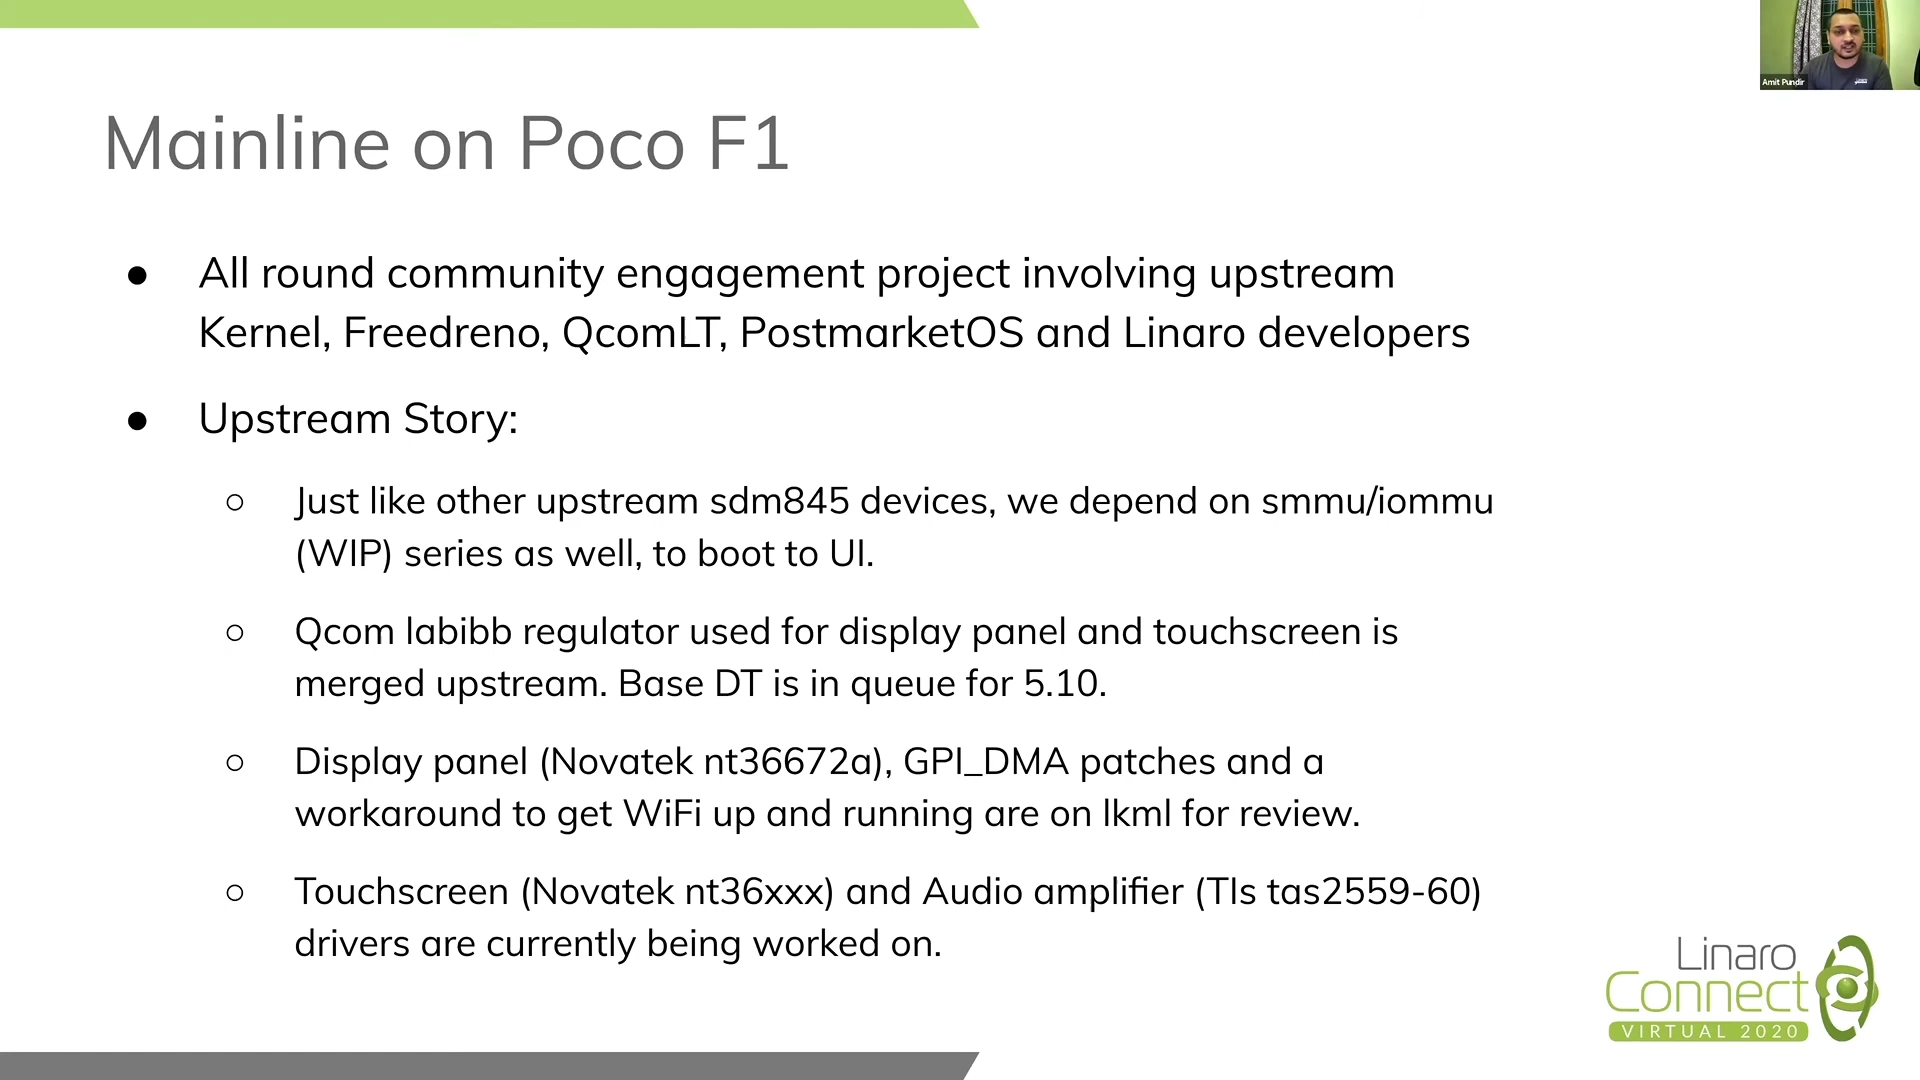 Amit Pundir
Mainline on Poco F1
● All round community engagement project involving upstream
Kernel, Freedreno, QcomLT, PostmarketOS and Linaro developers
● Upstream Story:
○ Just like other upstream sdm845 devices, we depend on smmu/iommu
(WIP) series as well, to boot to UI.
○ Qcom labibb regulator used for display panel and touchscreen is
merged upstream. Base DT is in queue for 5.10.
○ Display panel (Novatek nt36672a), GPI_DMA patches and a
workaround to get WiFi up and running are on lkml for review.
○ Touchscreen (Novatek nt36xxx) and Audio amplifier (TIs tas2559-60)
drivers are currently being worked on.
Linaro
Connect
VIRTUAL 2020